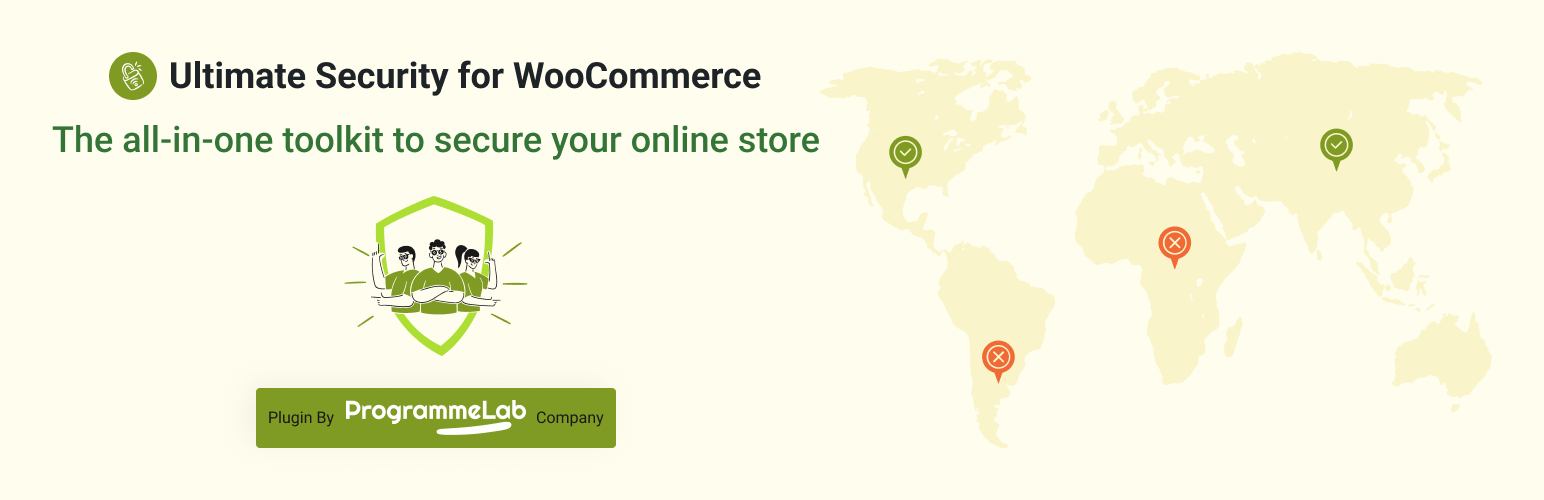 Ultimate Security for WooCommerce
The all-in-one toolkit to secure your online store
Plugin By ProgrammeLab Company